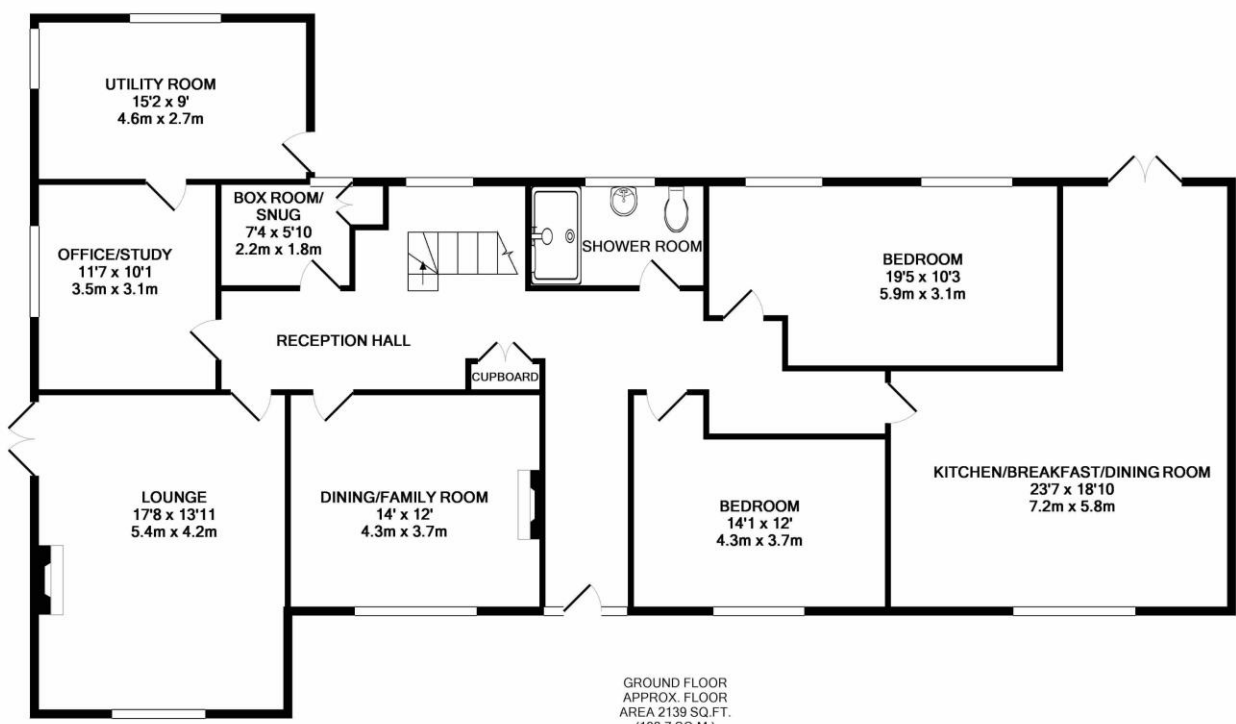 UTILITY ROOM
15'2 x 9'
4.6m x 2.7m
BOX ROOM/
SNUG
7'4 x 5'10
2.2m x 1.8m
OFFICE/STUDY
11'7 x 10'1
3.5m x 3.1m
SHOWER ROOM
BEDROOM
19'5 x 10'3
5.9m x 3.1m
RECEPTION HALL
CUPBOARD
LOUNGE
17'8 x 13'11
5.4m x 4.2m
DINING/FAMILY ROOM
14' x 12'
4.3m x 3.7m
BEDROOM
14'1 x 12'
4.3m x 3.7m
KITCHEN/BREAKFAST/DINING ROOM
23'7 x 18'10
7.2m x 5.8m
GROUND FLOOR
APPROX. FLOOR
AREA 2139 SQ.FT.